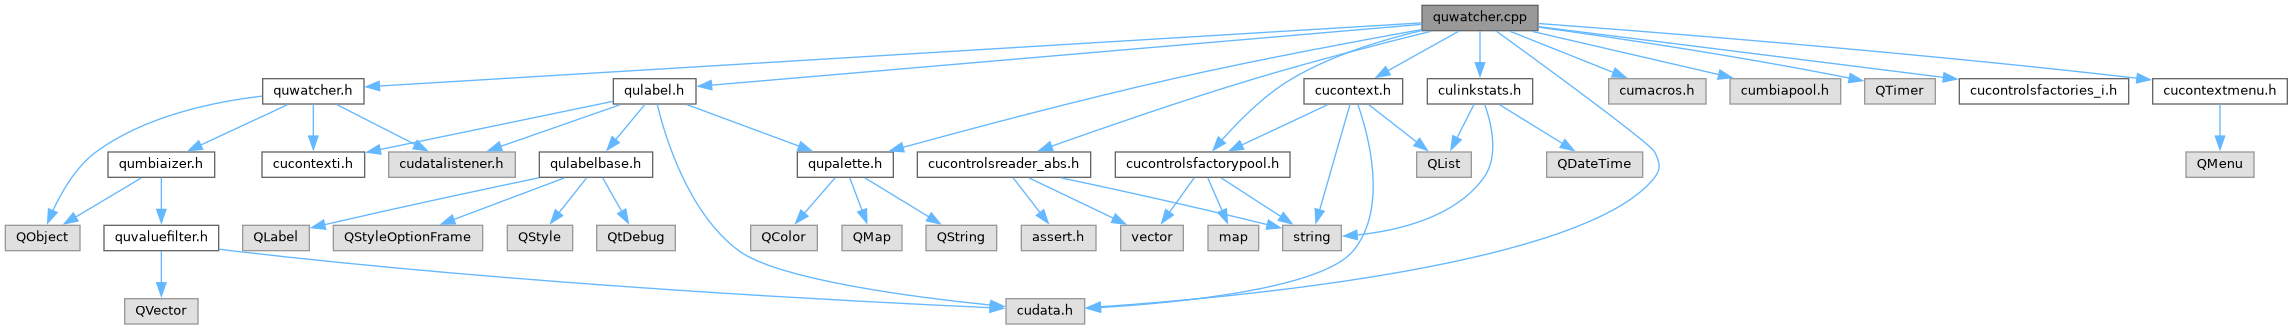 quwatcher.cpp
quwatcher.h
qulabel.h
cucontext.h
culinkstats.h
cumacros.h
cumbiapool.h
QTimer
cucontrolsfactories_i.h
cucontextmenu.h
qumbiaizer.h
cucontexti.h
cudatalistener.h
qulabelbase.h
qupalette.h
cucontrolsreader_abs.h
cucontrolsfactorypool.h
QList
QDateTime
QMenu
QObject
quvaluefilter.h
QLabel
QStyleOptionFrame
QStyle
QtDebug
QColor
QMap
QString
assert.h
vector
map
string
QVector
cudata.h